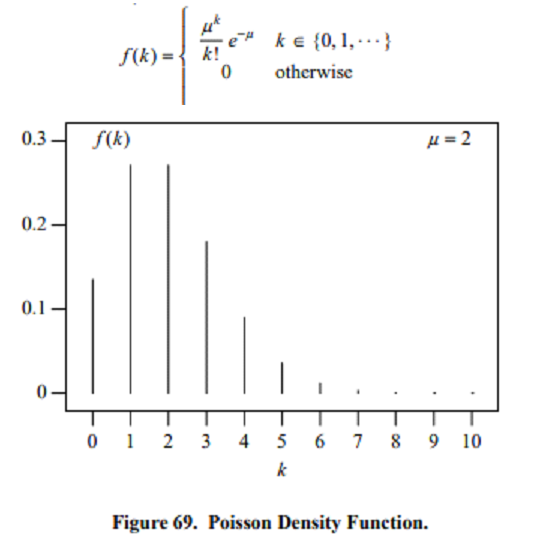 f(k) = { μ^k / k! e^{-μ} k ∈ {0, 1, ⋯}
0 otherwise
0.3 f(k) μ = 2
0.2
0.1
0
0 1 2 3 4 5 6 7 8 9 10
k
Figure 69. Poisson Density Function.